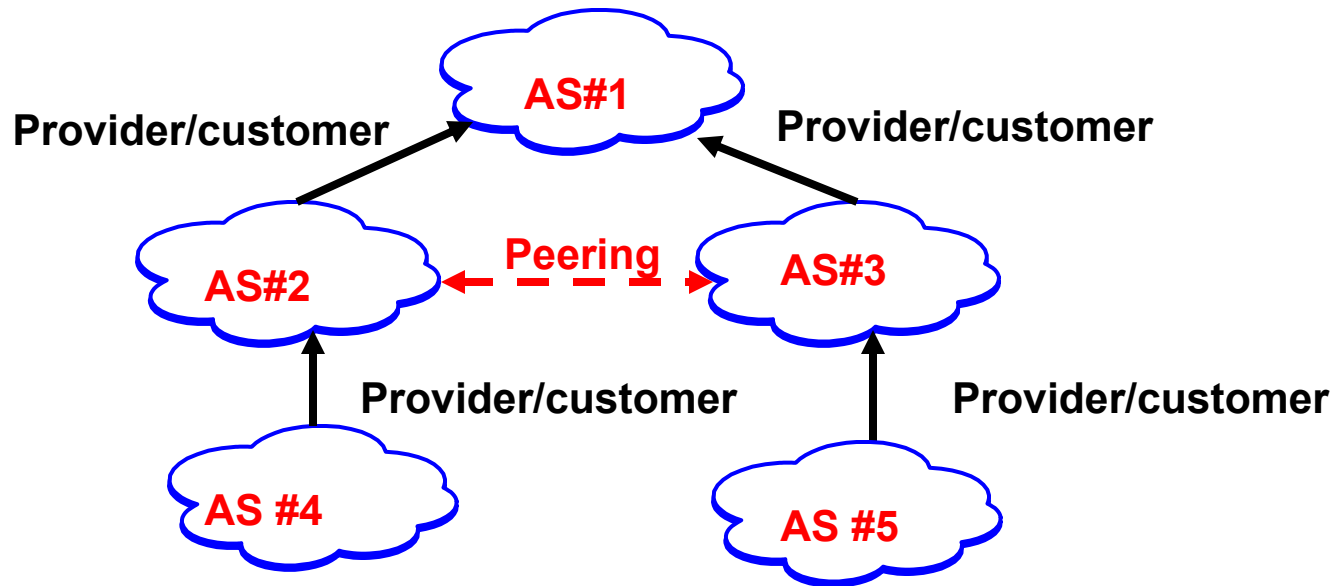 AS#1
Provider/customer
Provider/customer
Peering
AS#2
AS#3
Provider/customer
Provider/customer
AS #4
AS #5